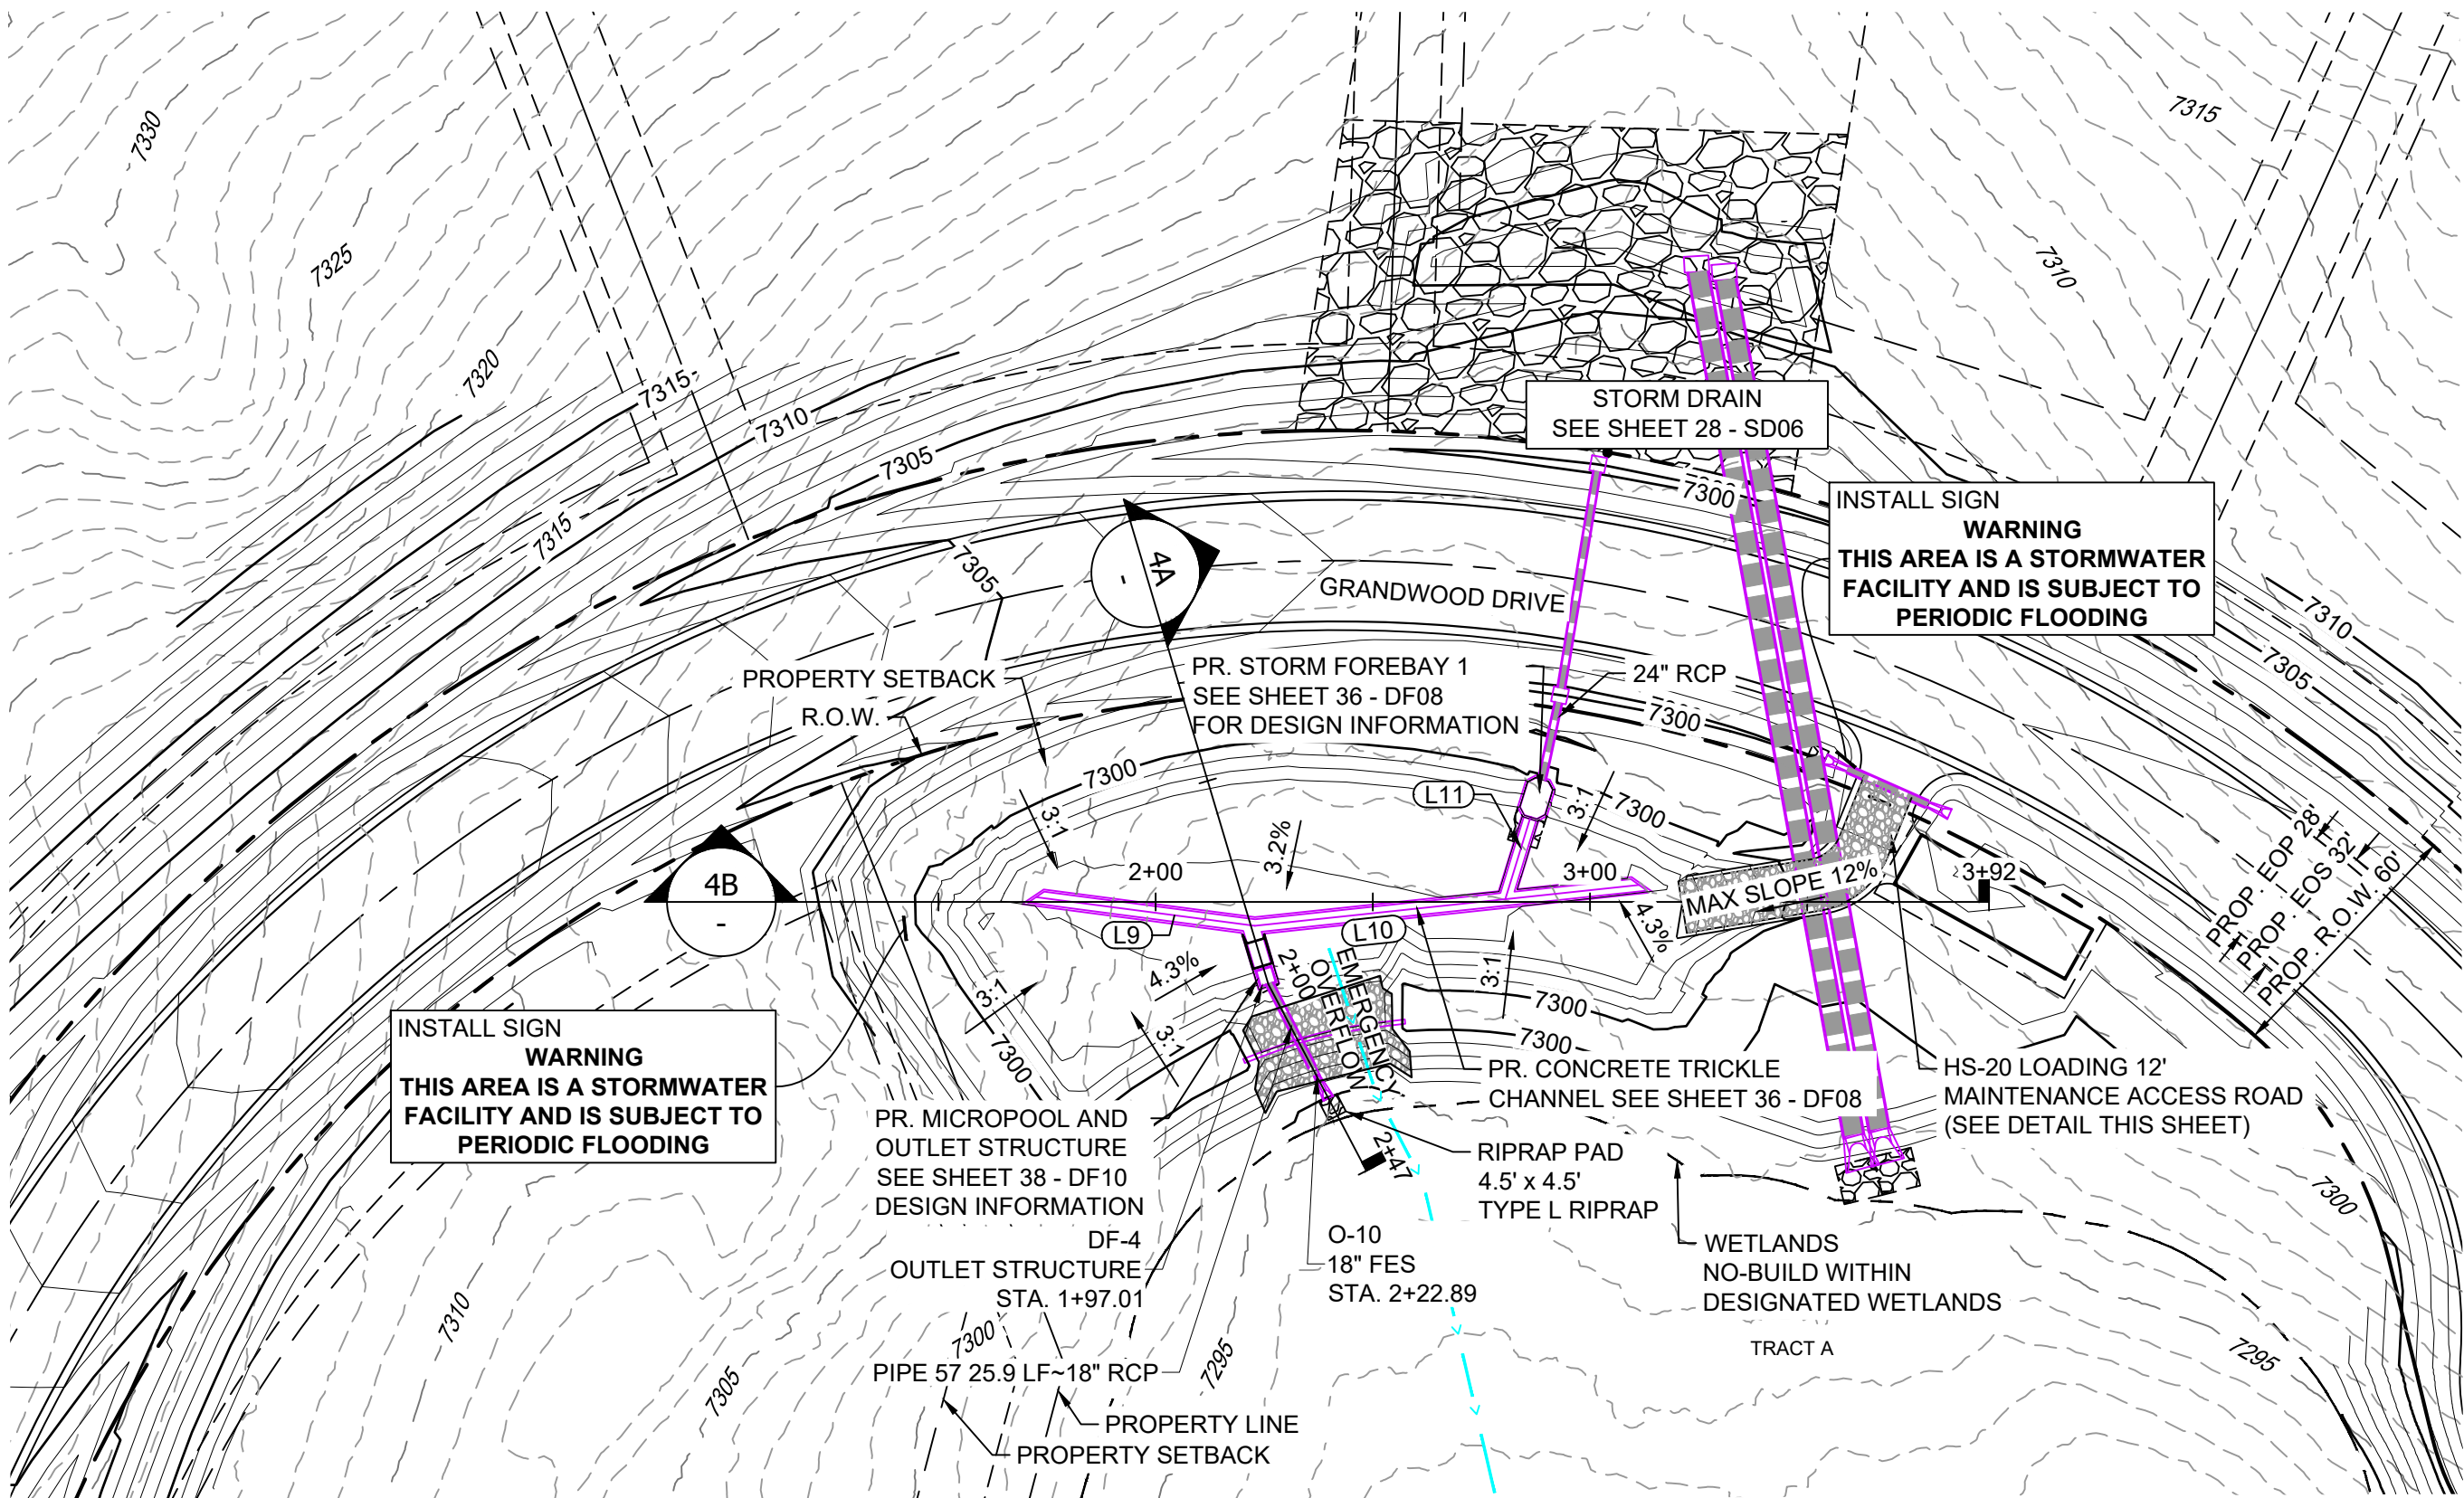 7330
7315
7325
7310
7320
7315
7310
STORM DRAIN
SEE SHEET 28 - SD06
7305
7300
INSTALL SIGN
WARNING
THIS AREA IS A STORMWATER
FACILITY AND IS SUBJECT TO
PERIODIC FLOODING
7315
7305
4A
-
GRANDWOOD DRIVE
7310
7305
PROPERTY SETBACK
R.O.W.
PR. STORM FOREBAY 1
SEE SHEET 36 - DF08
FOR DESIGN INFORMATION
24" RCP
7300
7300
L11
3:1
7300
3:1
3.2%
2+00
3+00
MAX SLOPE 12%
3+92
PROP. EOP 28'
PROP. EOS 32'
PROP. R.O.W. 60'
4B
-
L9
L10
4.3%
4.3%
3:1
3:1
3:1
2+00
EMERGENCY
OVERFLOW
7300
7300
7300
INSTALL SIGN
WARNING
THIS AREA IS A STORMWATER
FACILITY AND IS SUBJECT TO
PERIODIC FLOODING
PR. CONCRETE TRICKLE
CHANNEL SEE SHEET 36 - DF08
HS-20 LOADING 12'
MAINTENANCE ACCESS ROAD
(SEE DETAIL THIS SHEET)
PR. MICROPOOL AND
OUTLET STRUCTURE
SEE SHEET 38 - DF10
DESIGN INFORMATION
2+47
RIPRAP PAD
4.5' x 4.5'
TYPE L RIPRAP
7300
DF-4
OUTLET STRUCTURE
STA. 1+97.01
O-10
18" FES
STA. 2+22.89
WETLANDS
NO-BUILD WITHIN
DESIGNATED WETLANDS
TRACT A
7310
7300
7295
7295
PIPE 57 25.9 LF~18" RCP
7305
PROPERTY LINE
PROPERTY SETBACK